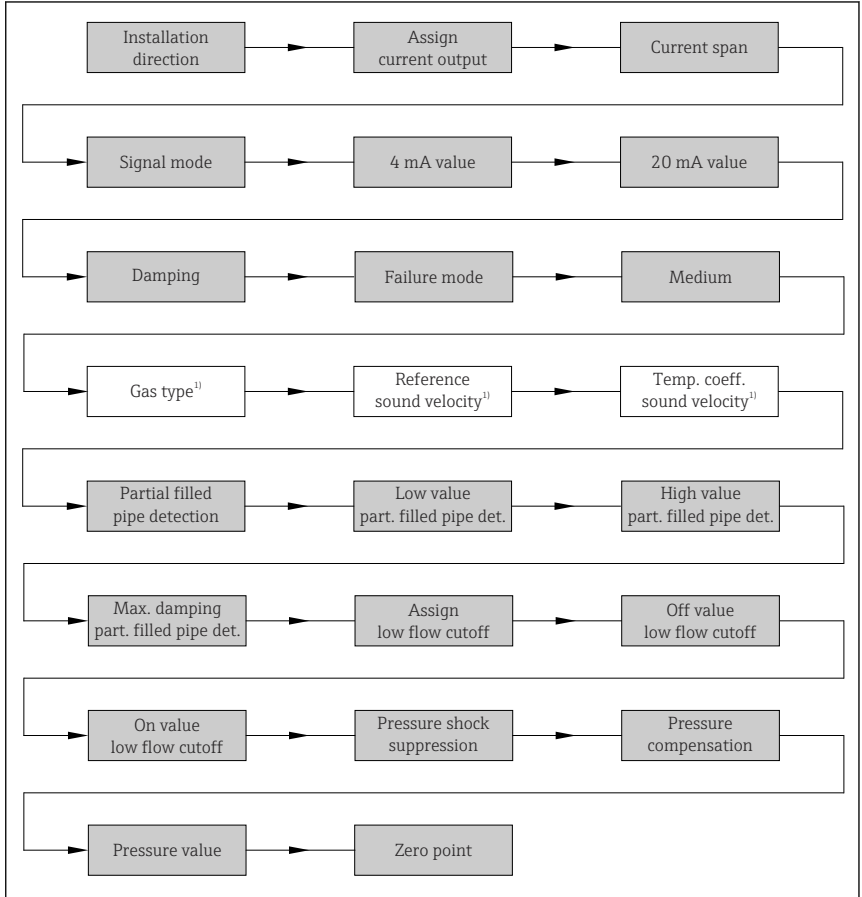 Installation
direction
Assign
current output
Current span
Signal mode
4 mA value
20 mA value
Damping
Failure mode
Medium
Gas type1)
Reference
sound velocity1)
Temp. coeff.
sound velocity1)
Partial filled
pipe detection
Low value
part. filled pipe det.
High value
part. filled pipe det.
Max. damping
part. filled pipe det.
Assign
low flow cutoff
Off value
low flow cutoff
On value
low flow cutoff
Pressure shock
suppression
Pressure
compensation
Pressure value
Zero point